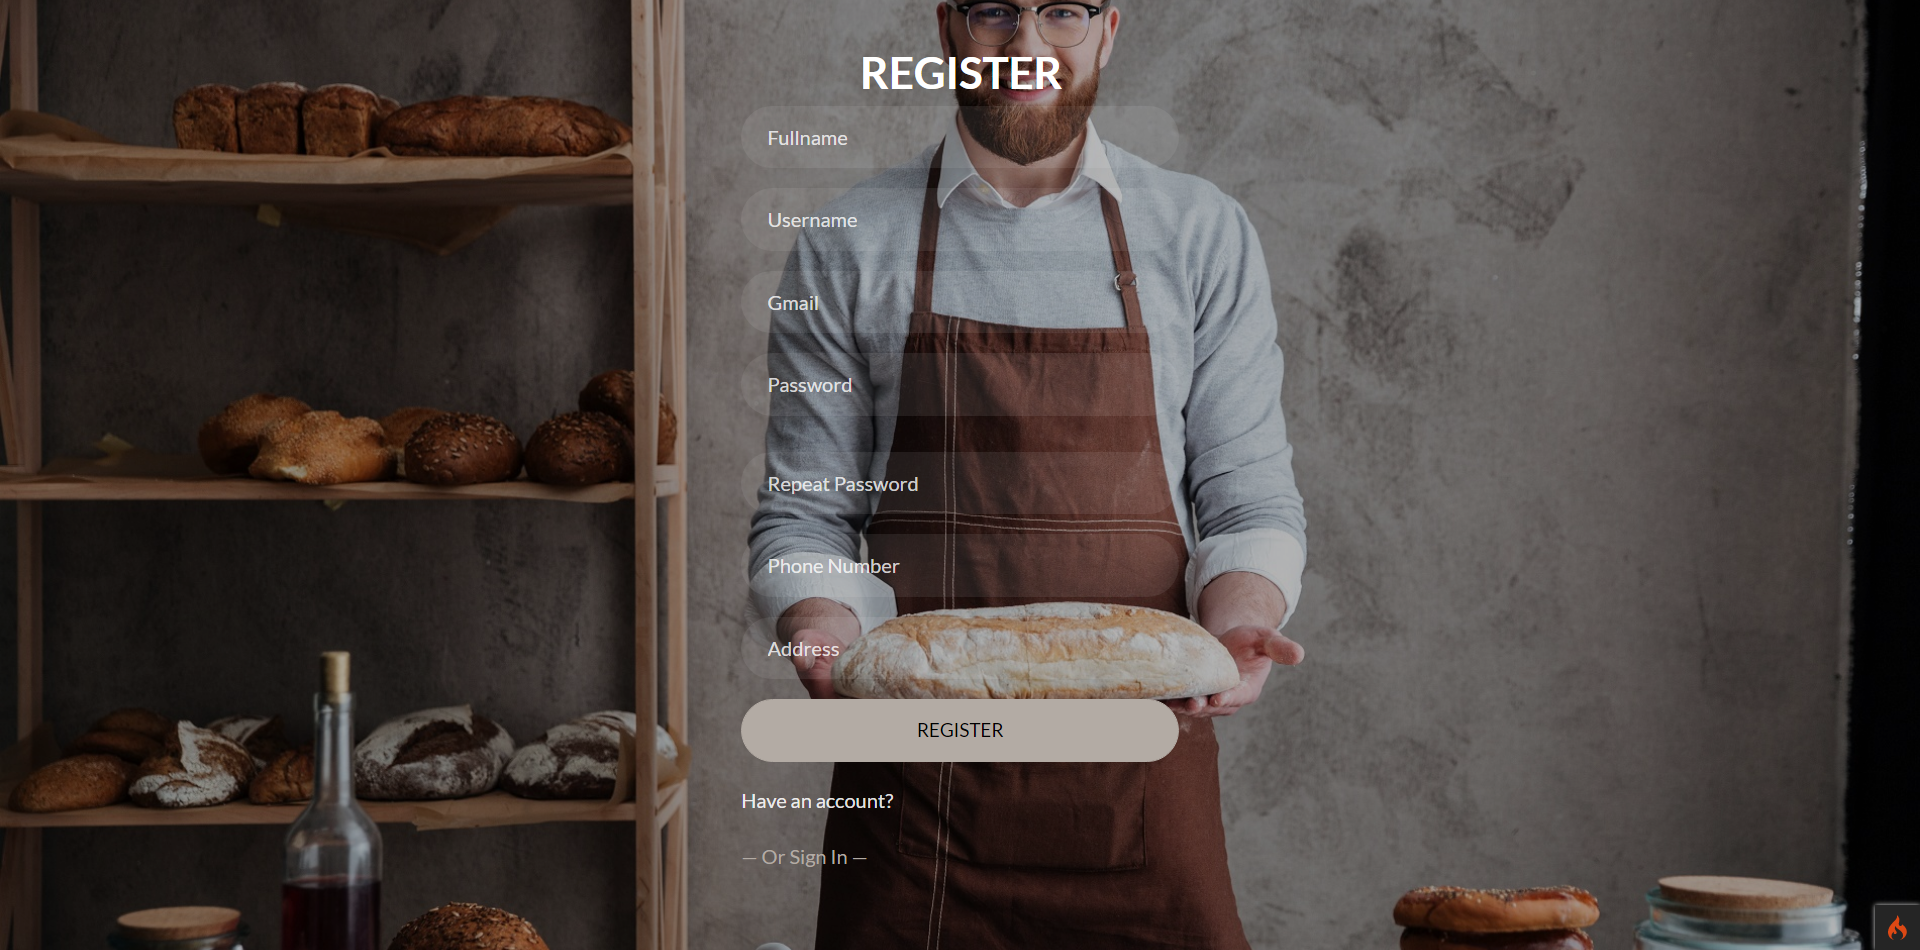 REGISTER
Fullname
Username
Gmail
Password
Repeat Password
Phone Number
Address
REGISTER
Have an account?
— Or Sign In —